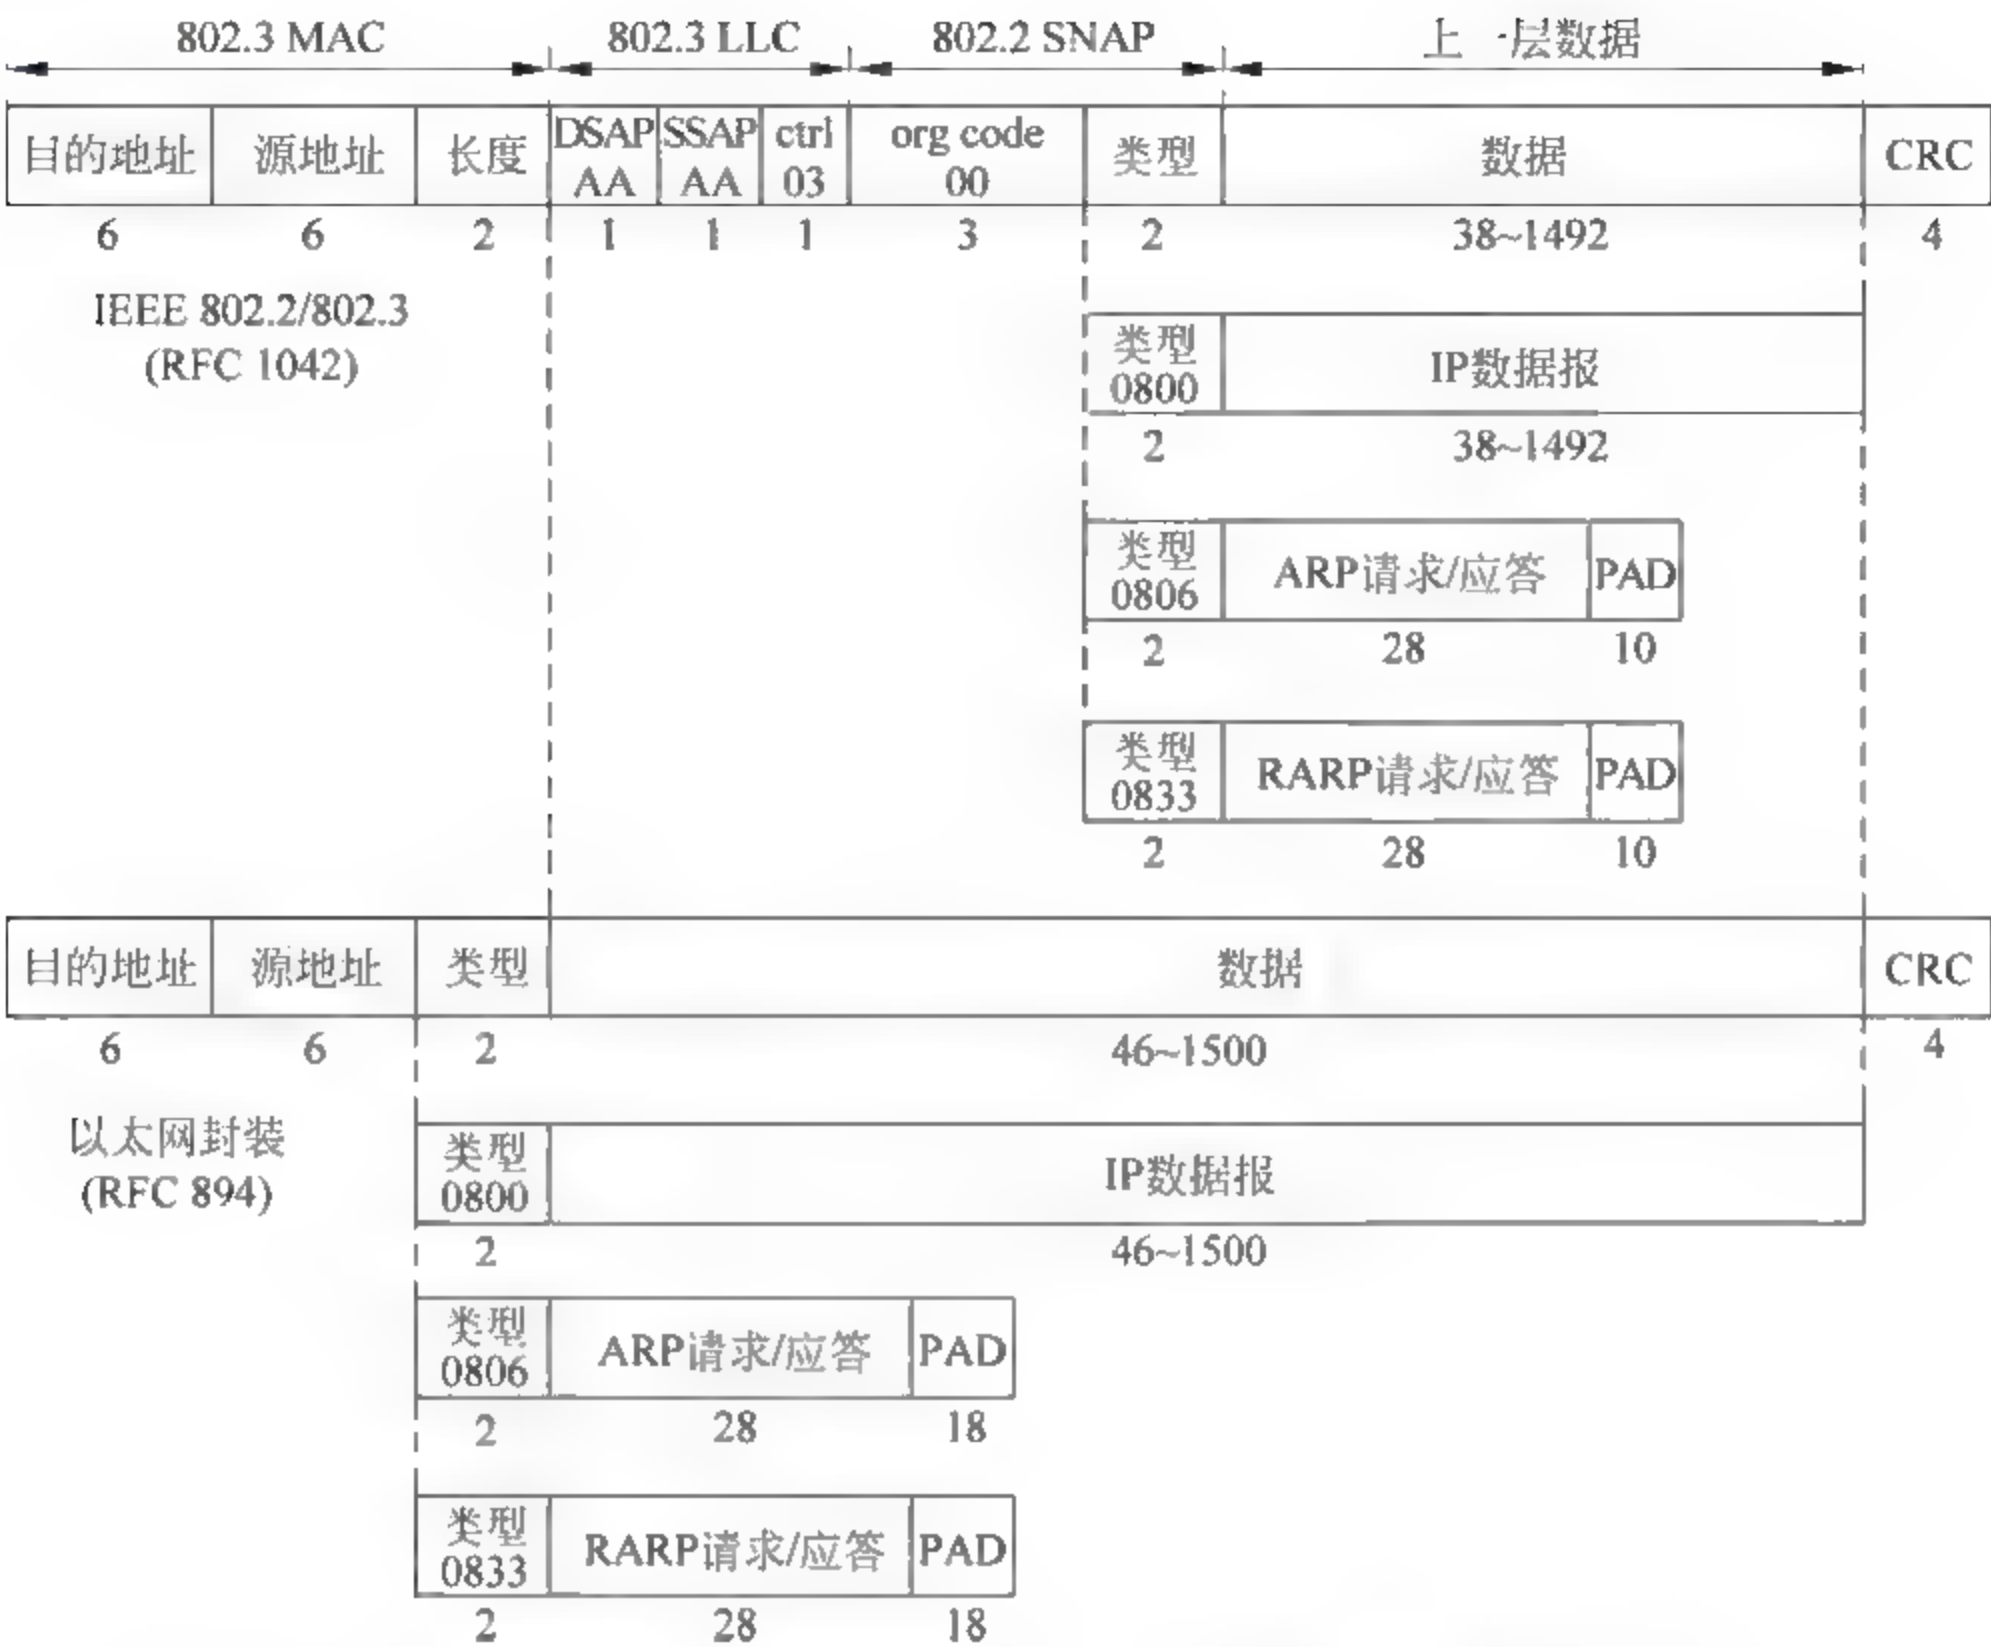 802.3 MAC 802.3 LLC 802.2 SNAP 上一层数据
目的地址 源地址 长度 DSAP AA SSAP AA ctrl 03 org code 00 类型 数据 CRC
6 6 2 1 1 1 3 2 38~1492 4
IEEE 802.2/802.3
(RFC 1042)
类型 0800 IP数据报
2 38~1492
类型 0806 ARP请求/应答 PAD
2 28 10
类型 0833 RARP请求/应答 PAD
2 28 10
目的地址 源地址 类型 数据 CRC
6 6 2 46~1500 4
以太网封装
(RFC 894)
类型 0800 IP数据报
2 46~1500
类型 0806 ARP请求/应答 PAD
2 28 18
类型 0833 RARP请求/应答 PAD
2 28 18